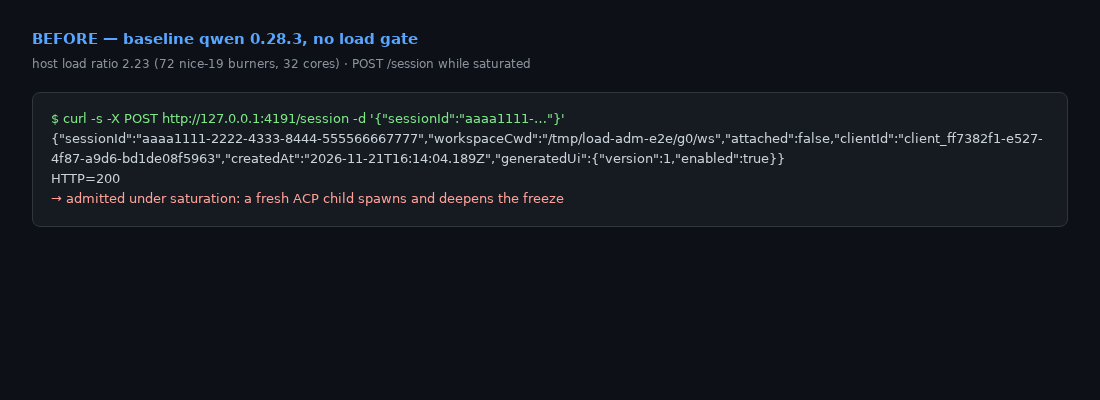 BEFORE — baseline qwen 0.28.3, no load gate
host load ratio 2.23 (72 nice-19 burners, 32 cores) · POST /session while saturated
$ curl -s -X POST http://127.0.0.1:4191/session -d '{"sessionId":"aaaa1111-..."}'
{"sessionId":"aaaa1111-2222-4333-8444-555566667777","workspaceCwd":"/tmp/load-adm-e2e/g0/ws","attached":false,"clientId":"client_ff7382f1-e527-
4f87-a9d6-bd1de08f5963","createdAt":"2026-11-21T16:14:04.189Z","generatedUi":{"version":1,"enabled":true}}
HTTP=200
→ admitted under saturation: a fresh ACP child spawns and deepens the freeze